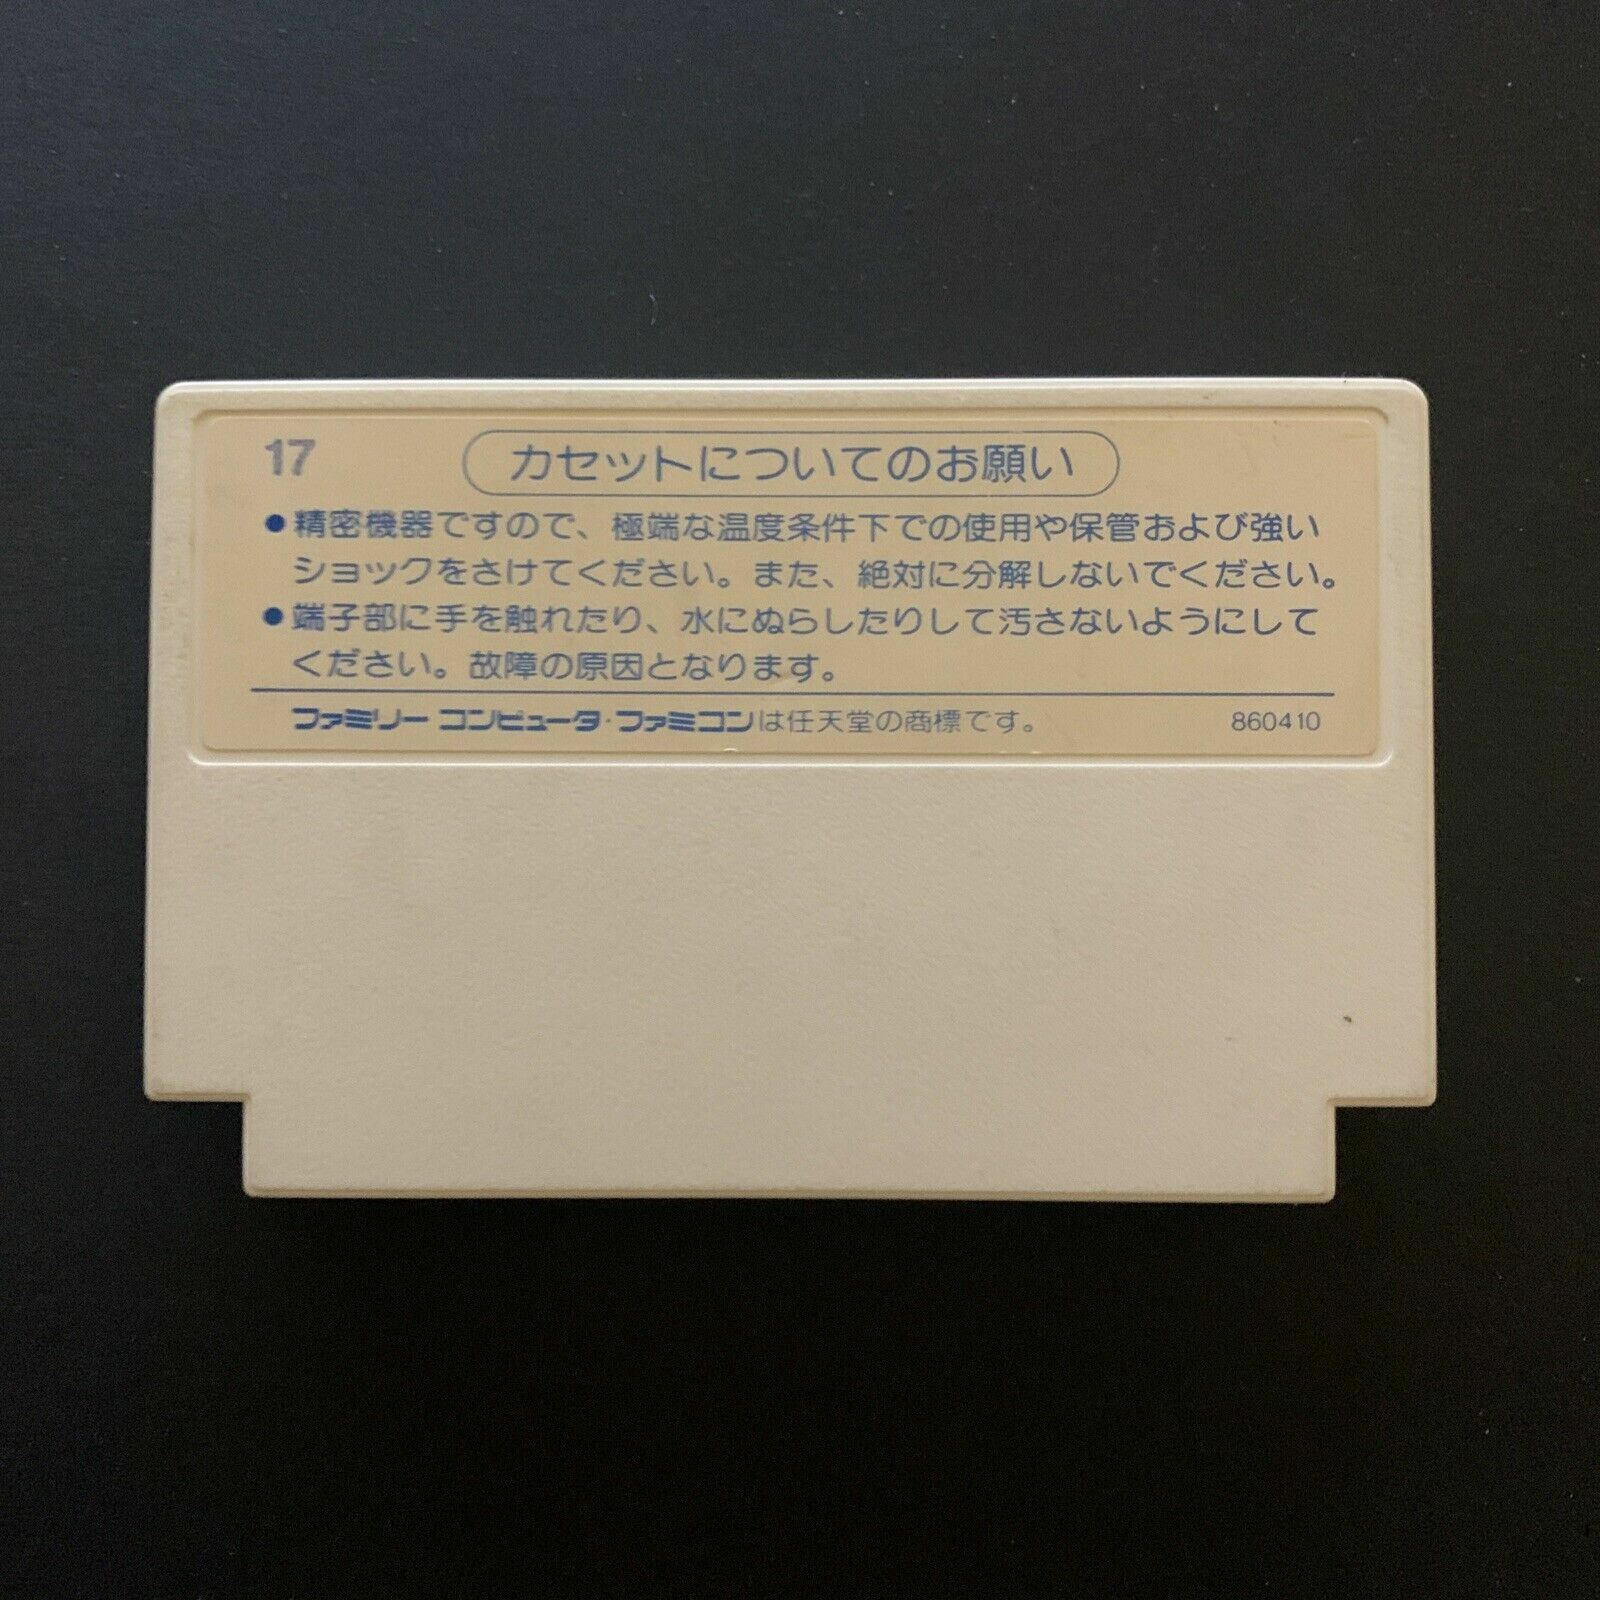 17
カセットについてのお願い
●精密機器ですので、極端な温度条件下での使用や保管および強い
ショックをさけてください。また、絶対に分解しないでください。
●端子部に手を触れたり、水にぬらしたりして汚さないようにして
ください。故障の原因となります。
ファミリー コンピュータ・ファミコンは任天堂の商標です。 860410